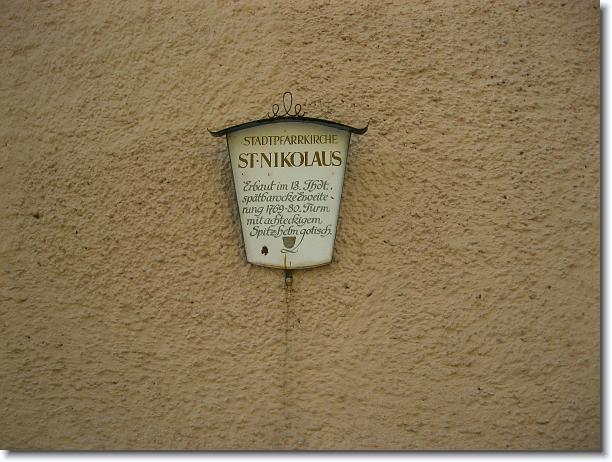 STADTPFARRKIRCHE
ST·NIKOLAUS
Erbaut im 13. Jhdt.,
spätbarocke Erweite-
rung 1769-80. Turm
mit achteckigem
Spitzhelm gotisch.